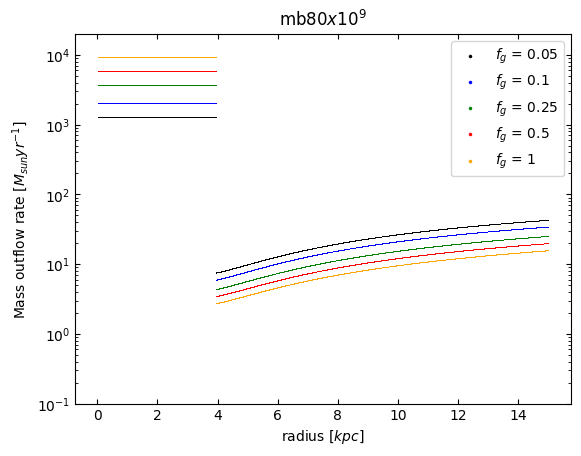 mb80x10^9
Mass outflow rate [M_sun yr^-1]
10^4
10^3
10^2
10^1
10^0
10^-1
f_g = 0.05
f_g = 0.1
f_g = 0.25
f_g = 0.5
f_g = 1
0 2 4 6 8 10 12 14
radius [kpc]